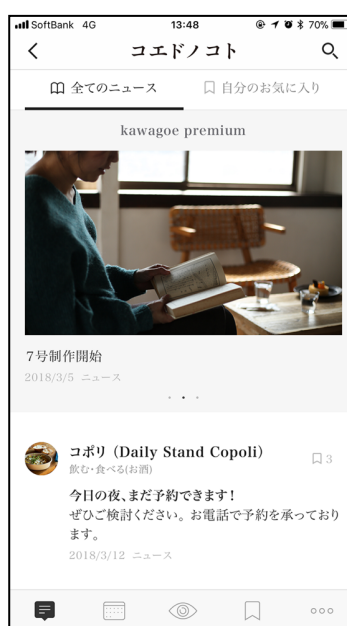 SoftBank 4G 13:48 70%
コエドノコト
全てのニュース 自分のお気に入り
kawagoe premium
7号制作開始
2018/3/5 ニュース
コポリ (Daily Stand Copoli)
飲む・食べる(お酒)
3
今日の夜、まだ予約できます!
ぜひご検討ください。お電話で予約を承っており
ます。
2018/3/12 ニュース